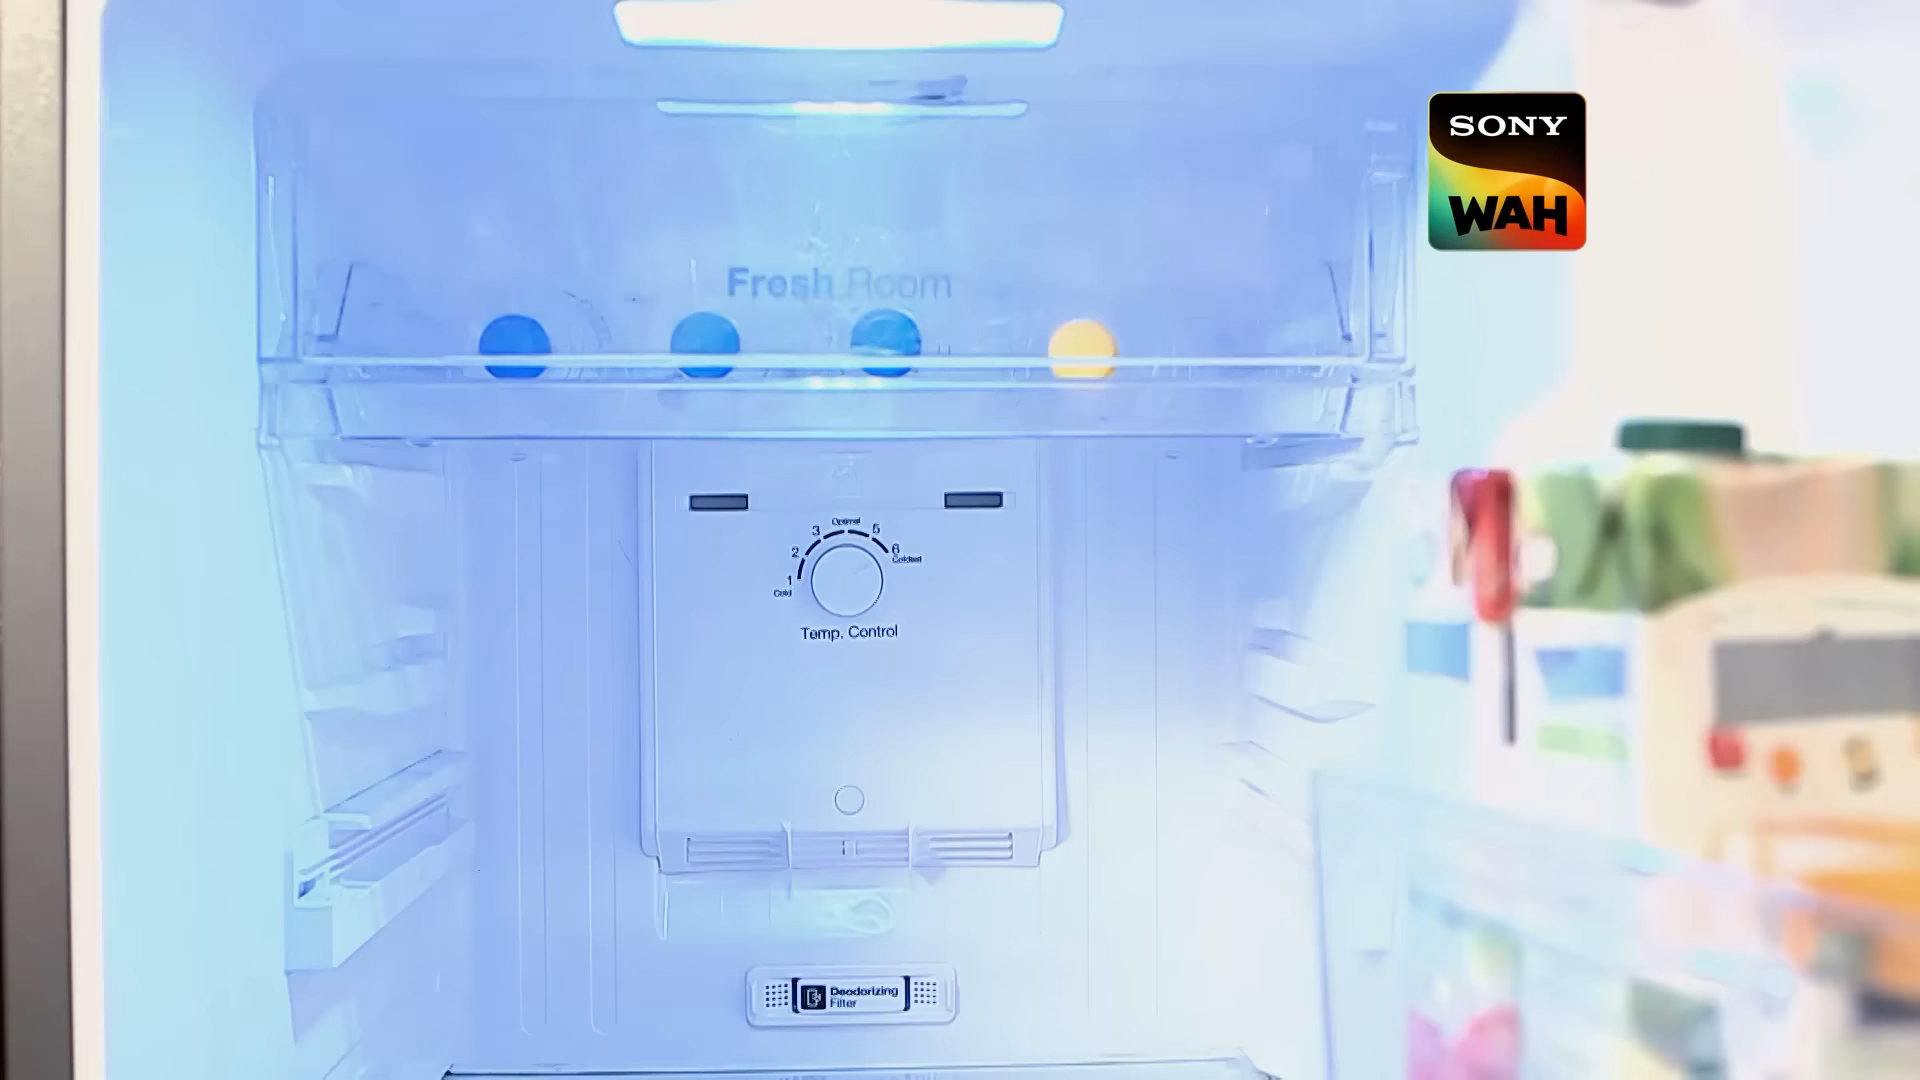 SONY
WAH
Fresh Room
Optimal
3
5
2
6
Coldest
1
Cold
Temp. Control
Deodorizing
Filter